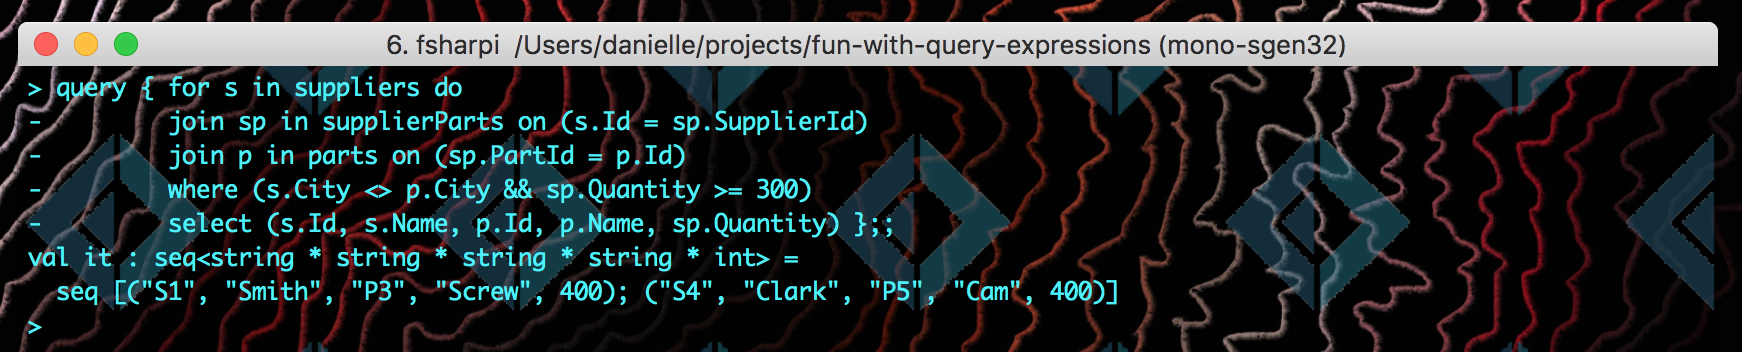 6. fsharpi  /Users/danielle/projects/fun-with-query-expressions (mono-sgen32)
> query { for s in suppliers do
-         join sp in supplierParts on (s.Id = sp.SupplierId)
-         join p in parts on (sp.PartId = p.Id)
-         where (s.City <> p.City && sp.Quantity >= 300)
-         select (s.Id, s.Name, p.Id, p.Name, sp.Quantity) };;
val it : seq<string * string * string * string * int> =
  seq [("S1", "Smith", "P3", "Screw", 400); ("S4", "Clark", "P5", "Cam", 400)]
>